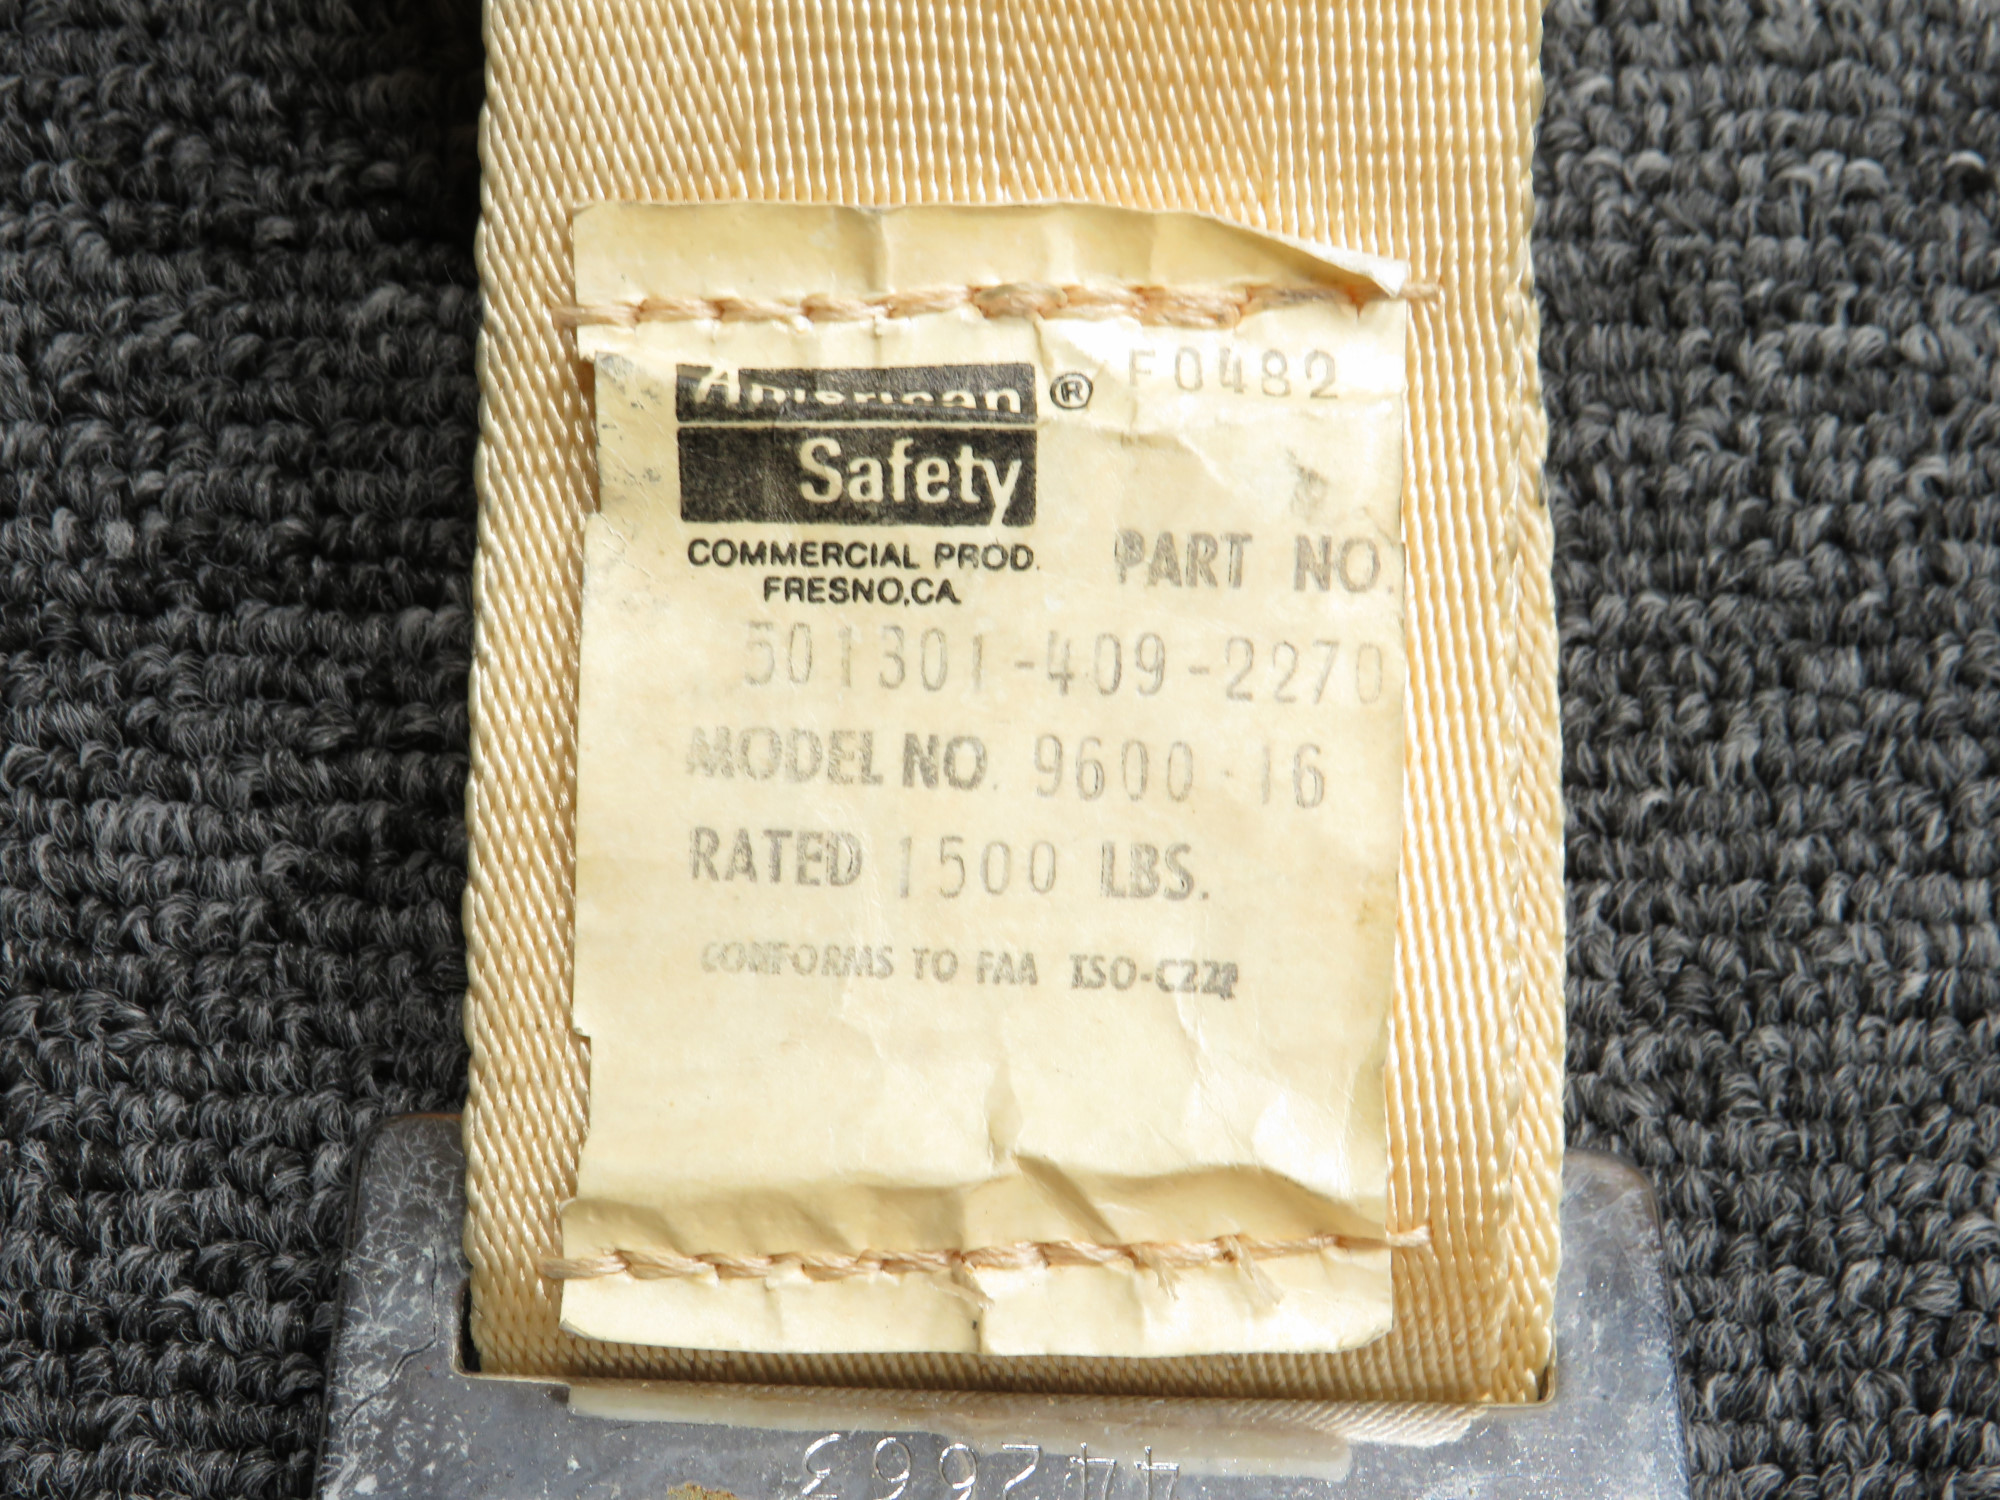 American ® F0482
Safety
COMMERCIAL PROD.
FRESNO,CA
PART NO.
501301-409-2270
MODEL NO. 9600-16
RATED 1500 LBS.
CONFORMS TO FAA
442663